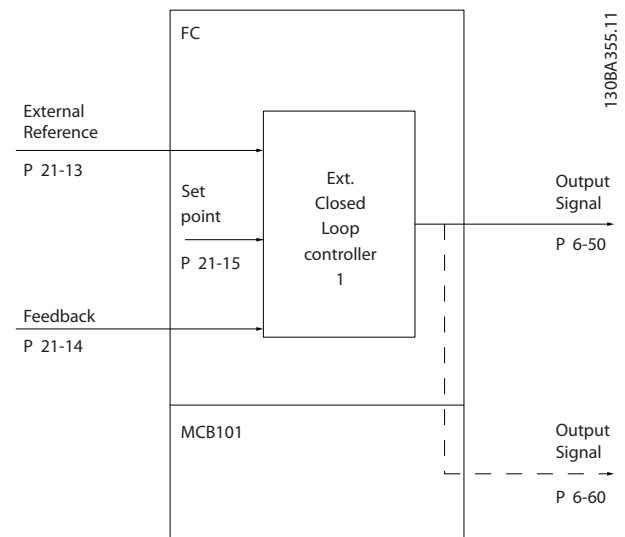 FC
130BA355.11
External
Reference
P 21-13
Set
point
P 21-15
Feedback
P 21-14
Ext.
Closed
Loop
controller
1
Output
Signal
P 6-50
MCB101
Output
Signal
P 6-60